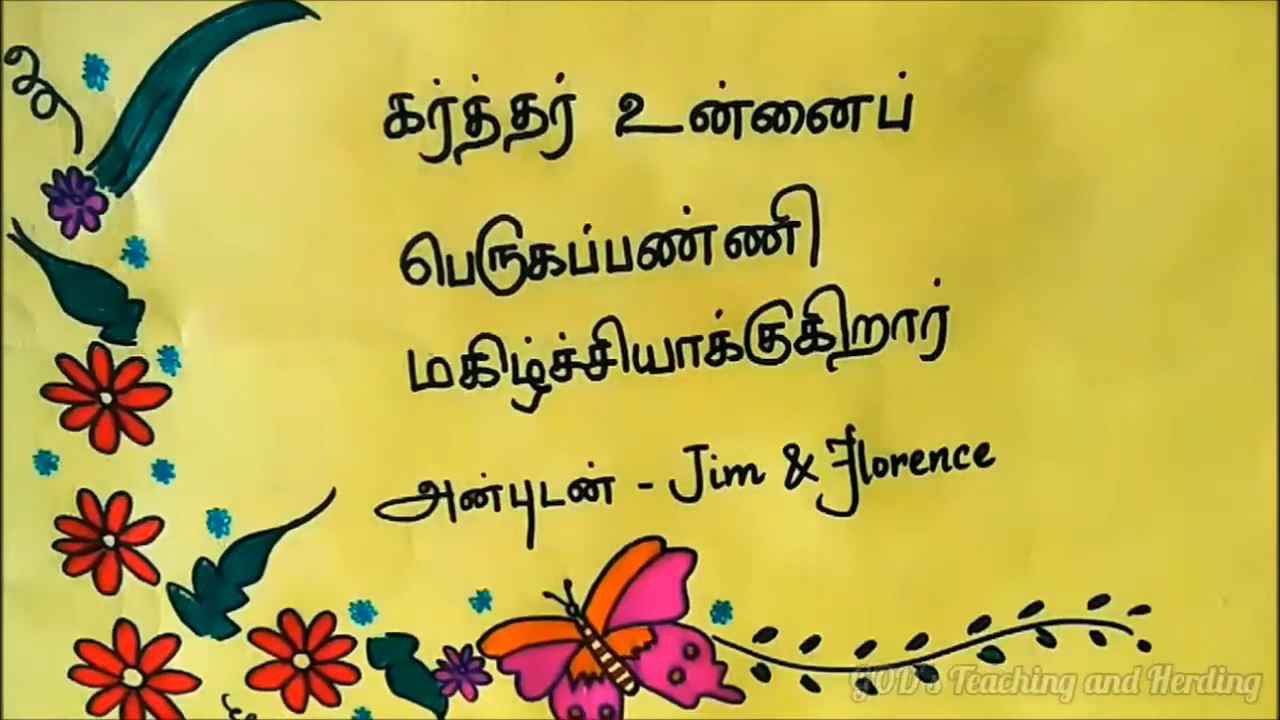 கர்த்தர் உன்னைப்
பெருகப்பண்ணி
மகிழ்ச்சியாக்குகிறார்
அன்புடன் - Jim & Florence
GOD's Teaching and Herding